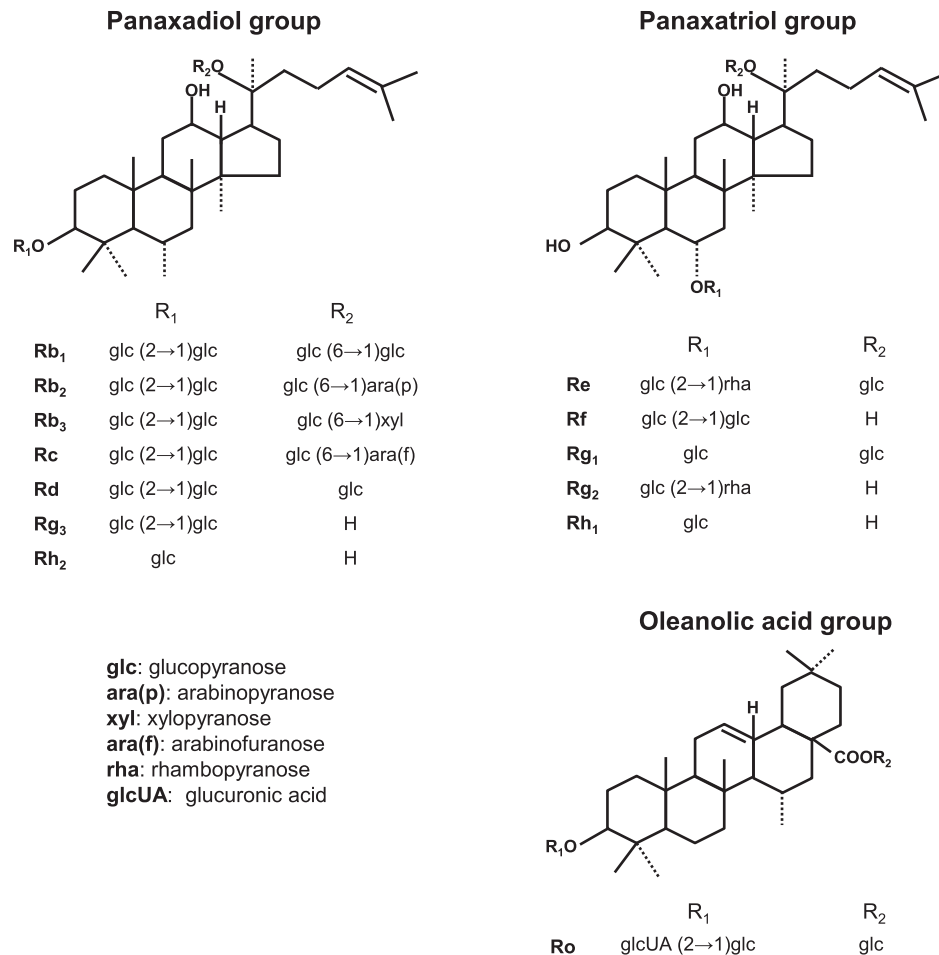 Panaxadiol group
R₂O
OH
H
R₁O
R₁ R₂
Rb₁ glc (2→1)glc glc (6→1)glc
Rb₂ glc (2→1)glc glc (6→1)ara(p)
Rb₃ glc (2→1)glc glc (6→1)xyl
Rc glc (2→1)glc glc (6→1)ara(f)
Rd glc (2→1)glc glc
Rg₃ glc (2→1)glc H
Rh₂ glc H
Panaxatriol group
R₂O
OH
H
HO
OR₁
R₁ R₂
Re glc (2→1)rha glc
Rf glc (2→1)glc H
Rg₁ glc glc
Rg₂ glc (2→1)rha H
Rh₁ glc H
glc: glucopyranose
ara(p): arabinopyranose
xyl: xylopyranose
ara(f): arabinofuranose
rha: rhambopyranose
glcUA: glucuronic acid
Oleanolic acid group
H
COOR₂
R₁O
R₁ R₂
Ro glcUA (2→1)glc glc